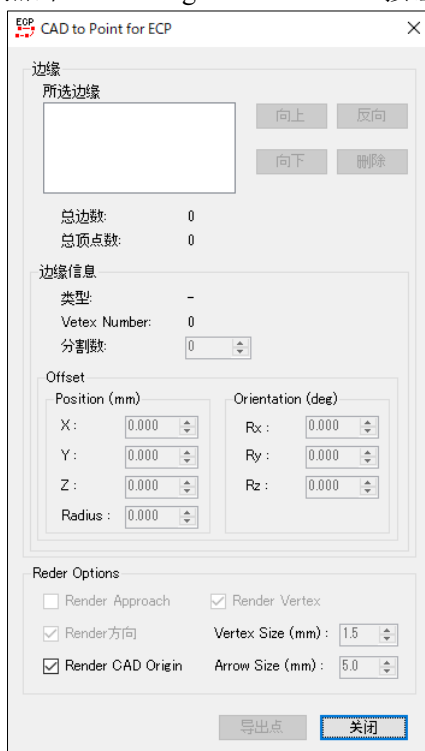 ECP CAD to Point for ECP
边缘
所选边缘
向上 反向
向下 删除
总边数: 0
总顶点数: 0
边缘信息
类型: -
Vetex Number: 0
分割数: 0
Offset
Position (mm) Orientation (deg)
X : 0.000 Rx : 0.000
Y : 0.000 Ry : 0.000
Z : 0.000 Rz : 0.000
Radius : 0.000
Reder Options
Render Approach Render Vertex
Render方向 Vertex Size (mm) : 1.5
Render CAD Origin Arrow Size (mm) : 5.0
导出点 关闭